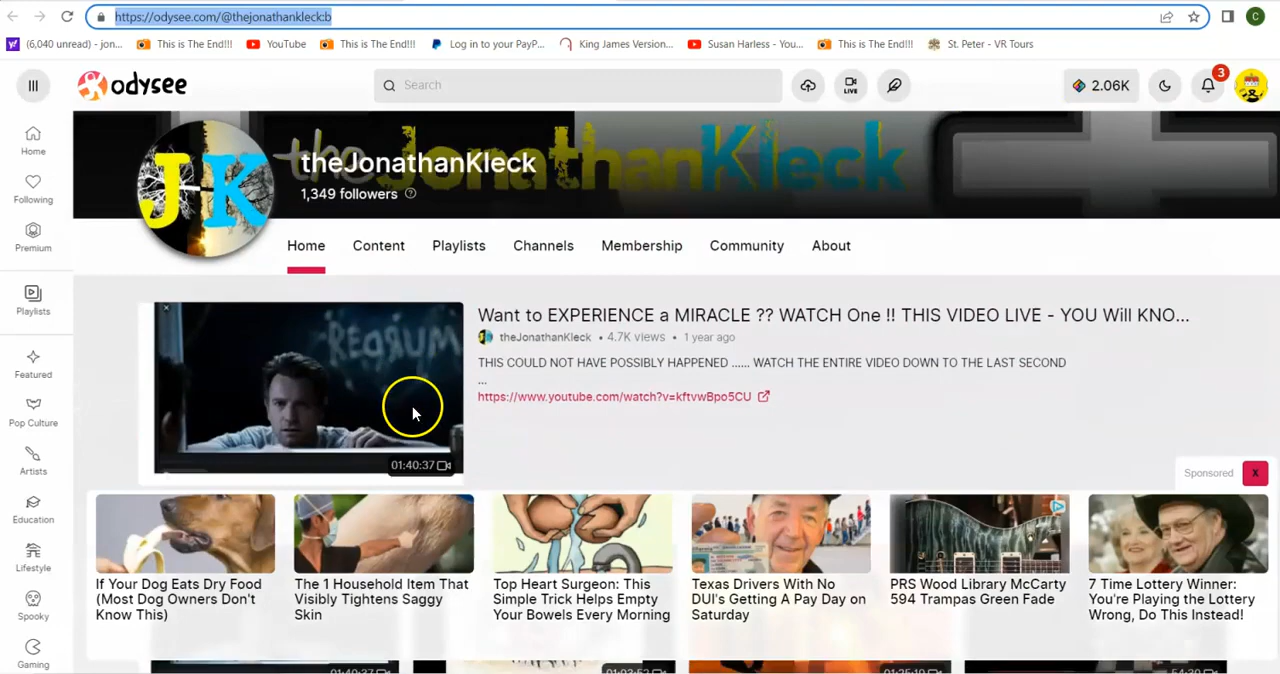 https://odysee.com/@thejonathankleck:b
C
(6,040 unread) - jon...
This is The End!!!
YouTube
This is The End!!!
Log in to your PayP...
King James Version...
Susan Harless - You...
This is The End!!!
St. Peter - VR Tours
odysee
Search
LIVE
2.06K
3
Home
Following
Premium
Playlists
Featured
Pop Culture
Artists
Education
Lifestyle
Spooky
Gaming
theJonathanKleck
JK
theJonathanKleck
1,349 followers
Home
Content
Playlists
Channels
Membership
Community
About
REDRUM
01:40:37
Want to EXPERIENCE a MIRACLE ?? WATCH One !! THIS VIDEO LIVE - YOU Will KNO...
theJonathanKleck • 4.7K views • 1 year ago
THIS COULD NOT HAVE POSSIBLY HAPPENED ...... WATCH THE ENTIRE VIDEO DOWN TO THE LAST SECOND
...
https://www.youtube.com/watch?v=kftvwBpo5CU
Sponsored
X
If Your Dog Eats Dry Food
(Most Dog Owners Don't
Know This)
The 1 Household Item That
Visibly Tightens Saggy
Skin
Top Heart Surgeon: This
Simple Trick Helps Empty
Your Bowels Every Morning
Texas Drivers With No
DUI's Getting A Pay Day on
Saturday
PRS Wood Library McCarty
594 Trampas Green Fade
7 Time Lottery Winner:
You're Playing the Lottery
Wrong, Do This Instead!